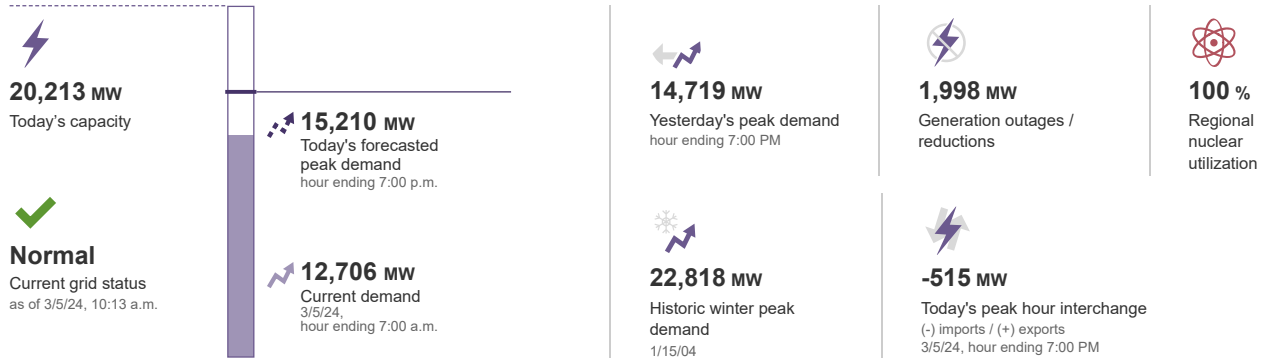 20,213 MW
Today's capacity
Normal
Current grid status
as of 3/5/24, 10:13 a.m.
15,210 MW
Today's forecasted
peak demand
hour ending 7:00 p.m.
12,706 MW
Current demand
3/5/24,
hour ending 7:00 a.m.
14,719 MW
Yesterday's peak demand
hour ending 7:00 PM
1,998 MW
Generation outages /
reductions
100 %
Regional
nuclear
utilization
22,818 MW
Historic winter peak
demand
1/15/04
-515 MW
Today's peak hour interchange
(-) imports / (+) exports
3/5/24, hour ending 7:00 PM